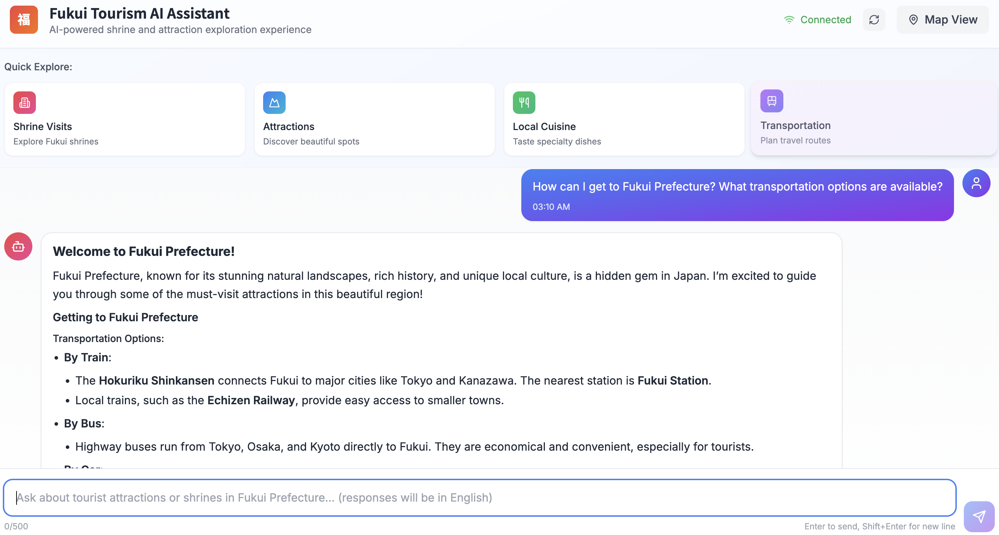 福
Fukui Tourism AI Assistant
AI-powered shrine and attraction exploration experience
Connected
Map View
Quick Explore:
Shrine Visits
Explore Fukui shrines
Attractions
Discover beautiful spots
Local Cuisine
Taste specialty dishes
Transportation
Plan travel routes
How can I get to Fukui Prefecture? What transportation options are available?
03:10 AM
Welcome to Fukui Prefecture!
Fukui Prefecture, known for its stunning natural landscapes, rich history, and unique local culture, is a hidden gem in Japan. I’m excited to guide
you through some of the must-visit attractions in this beautiful region!
Getting to Fukui Prefecture
Transportation Options:
• By Train:
• The Hokuriku Shinkansen connects Fukui to major cities like Tokyo and Kanazawa. The nearest station is Fukui Station.
• Local trains, such as the Echizen Railway, provide easy access to smaller towns.
• By Bus:
• Highway buses run from Tokyo, Osaka, and Kyoto directly to Fukui. They are economical and convenient, especially for tourists.
By Car:
Ask about tourist attractions or shrines in Fukui Prefecture... (responses will be in English)
0/500
Enter to send, Shift+Enter for new line